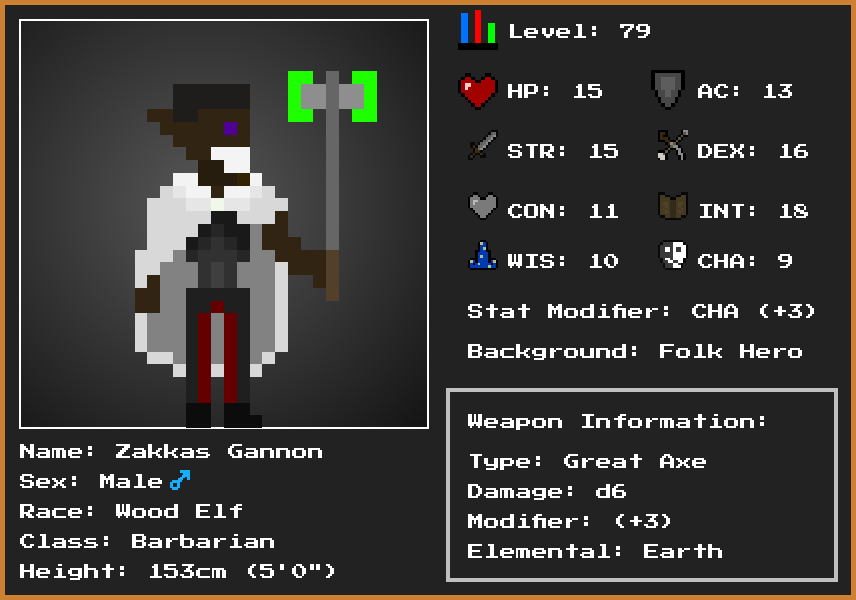 Level: 79
HP: 15 AC: 13
STR: 15 DEX: 16
CON: 11 INT: 18
WIS: 10 CHA: 9
Stat Modifier: CHA (+3)
Background: Folk Hero
Weapon Information:
Type: Great Axe
Damage: d6
Modifier: (+3)
Elemental: Earth
Name: Zakkas Gannon
Sex: Male ♂
Race: Wood Elf
Class: Barbarian
Height: 153cm (5'0")